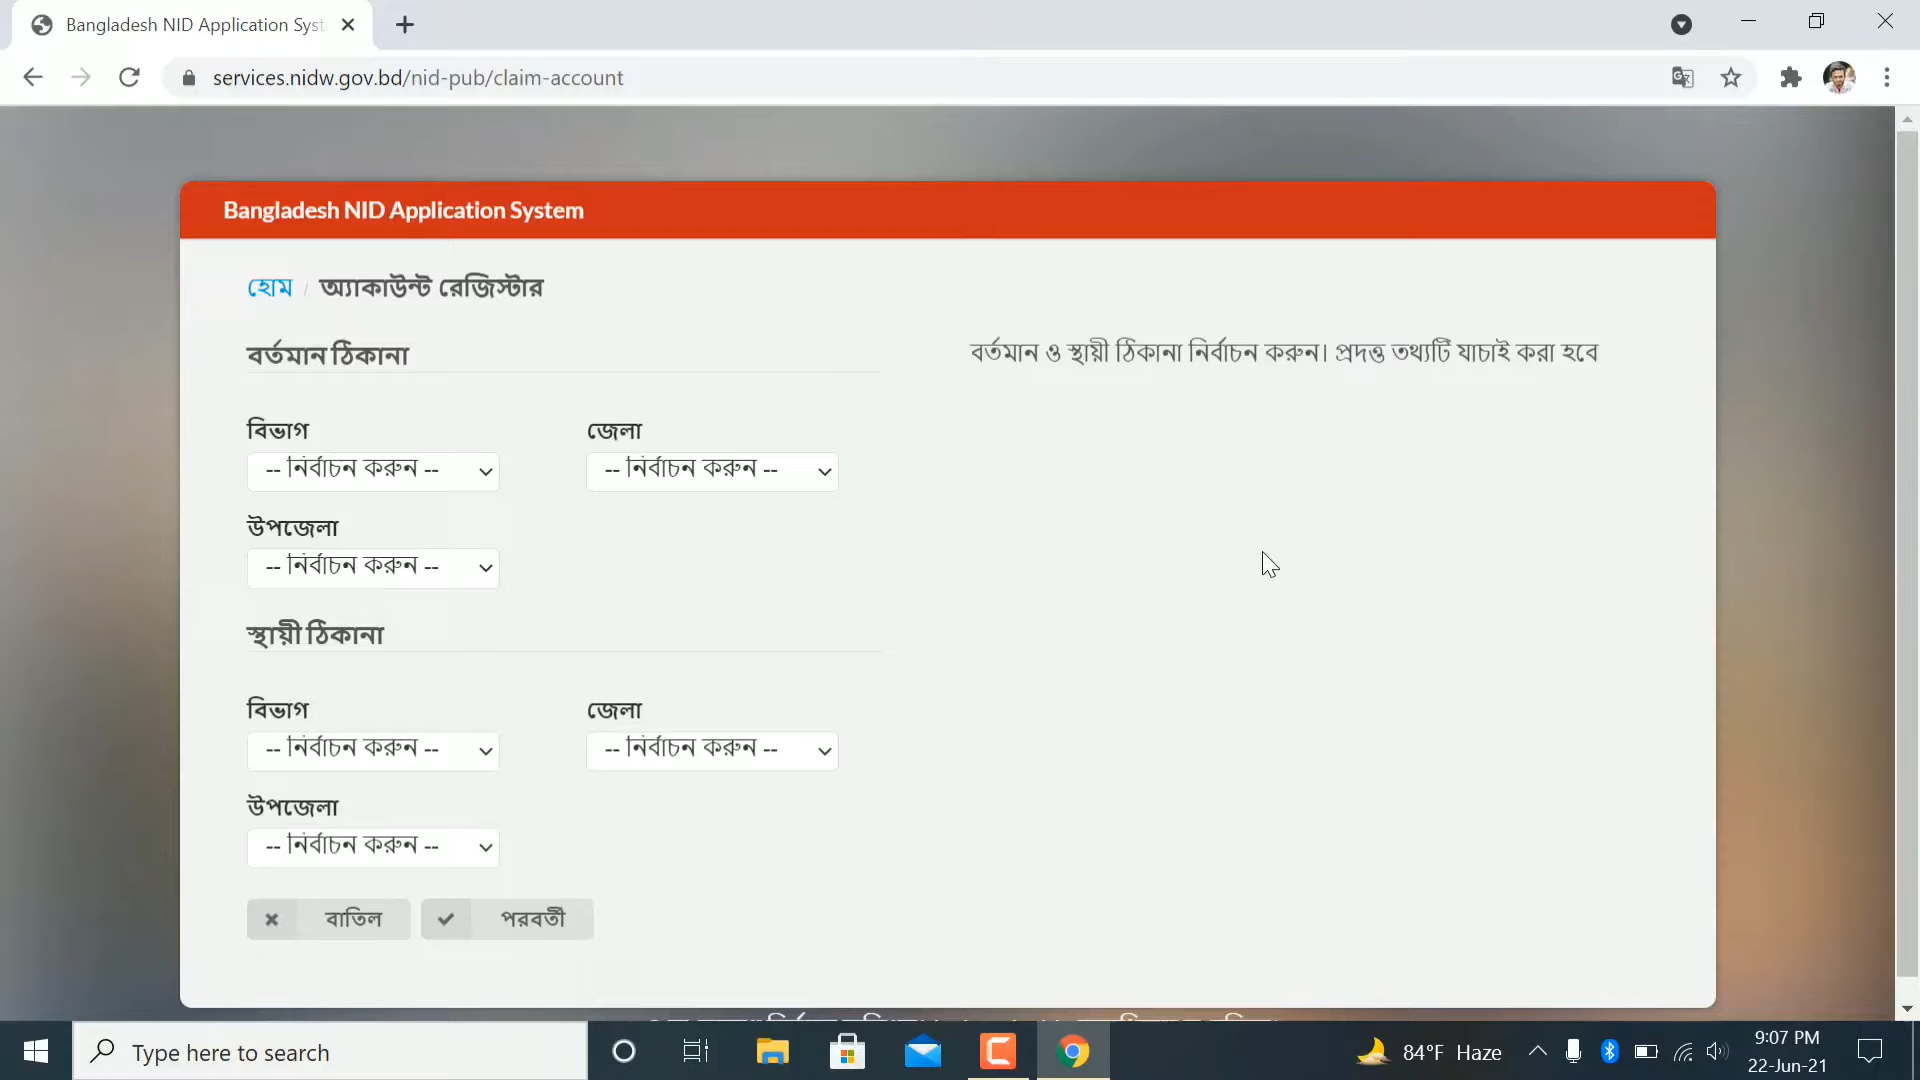 Bangladesh NID Application Syst
services.nidw.gov.bd/nid-pub/claim-account
Bangladesh NID Application System
হোম / অ্যাকাউন্ট রেজিস্টার
বর্তমান ঠিকানা
বর্তমান ও স্থায়ী ঠিকানা নির্বাচন করুন। প্রদত্ত তথ্যটি যাচাই করা হবে
বিভাগ জেলা
-- নির্বাচন করুন -- -- নির্বাচন করুন --
উপজেলা
-- নির্বাচন করুন --
স্থায়ী ঠিকানা
বিভাগ জেলা
-- নির্বাচন করুন -- -- নির্বাচন করুন --
উপজেলা
-- নির্বাচন করুন --
বাতিল পরবর্তী
Type here to search
84°F Haze
9:07 PM
22-Jun-21